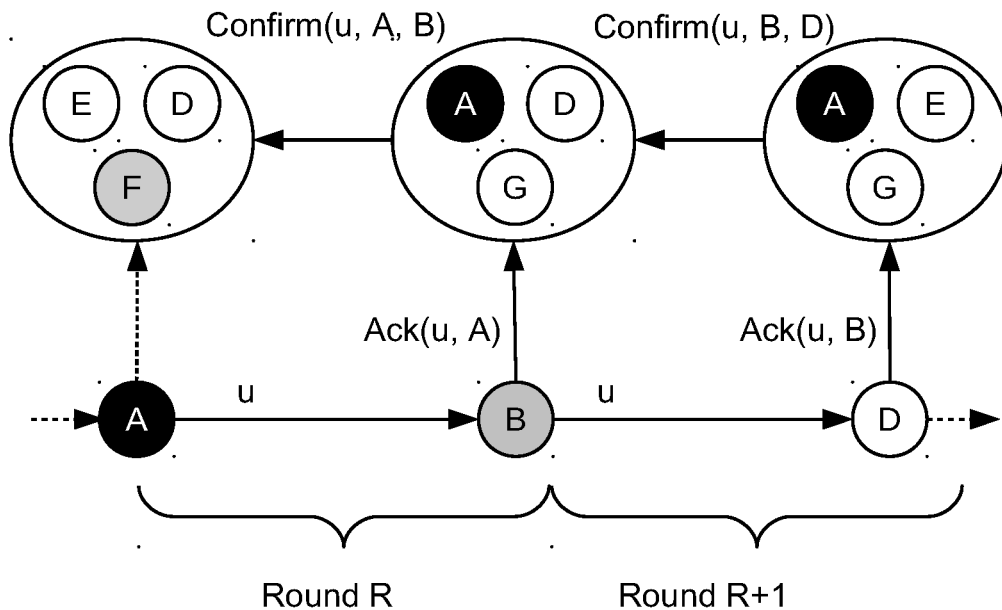 Confirm(u, A, B) Confirm(u, B, D)
E D A D A E
F G G
Ack(u, A) Ack(u, B)
u u
A B D
Round R Round R+1